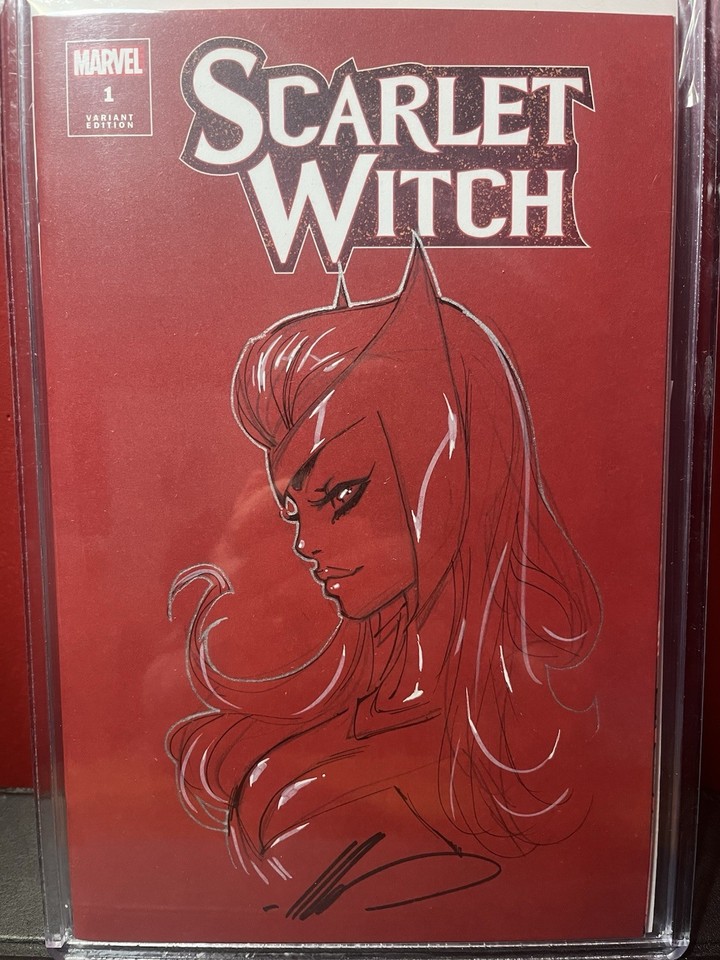 MARVEL
1
VARIANT
EDITION
SCARLET
WITCH